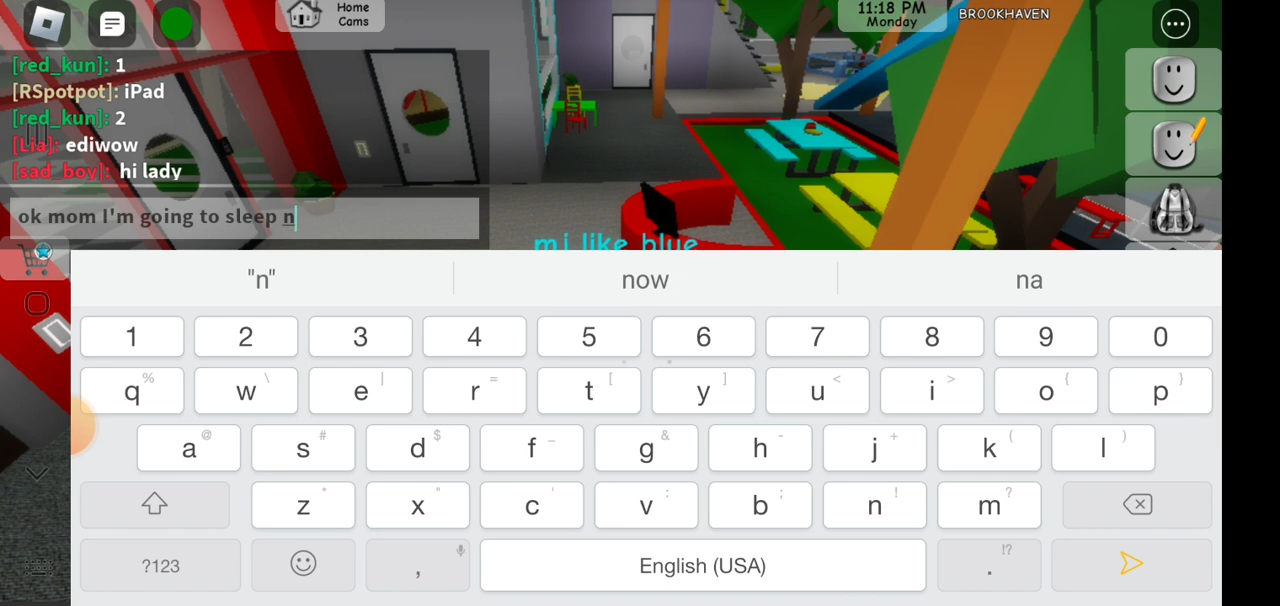 Home
Cams
11:18 PM
Monday
BROOKHAVEN
[red_kun]: 1
[RSpotpot]: iPad
[red_kun]: 2
[Lia]: ediwow
[sad_boy]: hi lady
ok mom I'm going to sleep n
m i like blue
"n" now na
1 2 3 4 5 6 7 8 9 0
% \ | = [ ] < > { }
q w e r t y u i o p
@ # $ _ & - + ( )
a s d f g h j k l
* " ' : ; ! ?
z x c v b n m
!?
?123 , English (USA) .